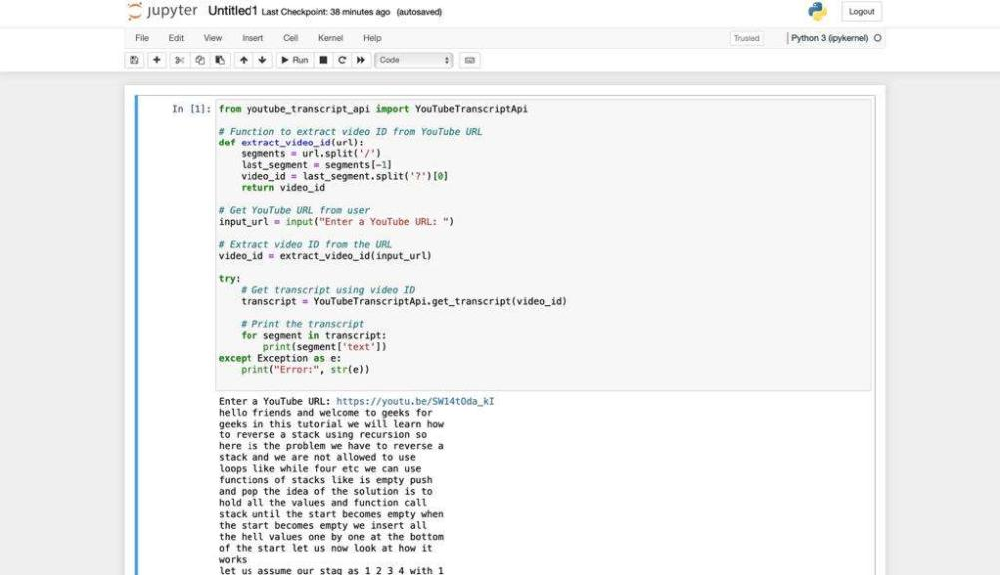 jupyter Untitled1 Last Checkpoint: 38 minutes ago (autosaved)
Logout
File Edit View Insert Cell Kernel Help
Trusted
Python 3 (ipykernel)
Run
Code
In [1]: from youtube_transcript_api import YouTubeTranscriptApi
# Function to extract video ID from YouTube URL
def extract_video_id(url):
segments = url.split('/')
last_segment = segments[-1]
video_id = last_segment.split('?')[0]
return video_id
# Get YouTube URL from user
input_url = input("Enter a YouTube URL: ")
# Extract video ID from the URL
video_id = extract_video_id(input_url)
try:
# Get transcript using video ID
transcript = YouTubeTranscriptApi.get_transcript(video_id)
# Print the transcript
for segment in transcript:
print(segment['text'])
except Exception as e:
print("Error:", str(e))
Enter a YouTube URL: https://youtu.be/SW14tOda_kI
hello friends and welcome to geeks for
geeks in this tutorial we will learn how
to reverse a stack using recursion so
here is the problem we have to reverse a
stack and we are not allowed to use
loops like while four etc we can use
functions of stacks like is empty push
and pop the idea of the solution is to
hold all the values and function call
stack until the start becomes empty when
the start becomes empty we insert all
the hell values one by one at the bottom
of the start let us now look at how it
works
let us assume our stag as 1 2 3 4 with 1